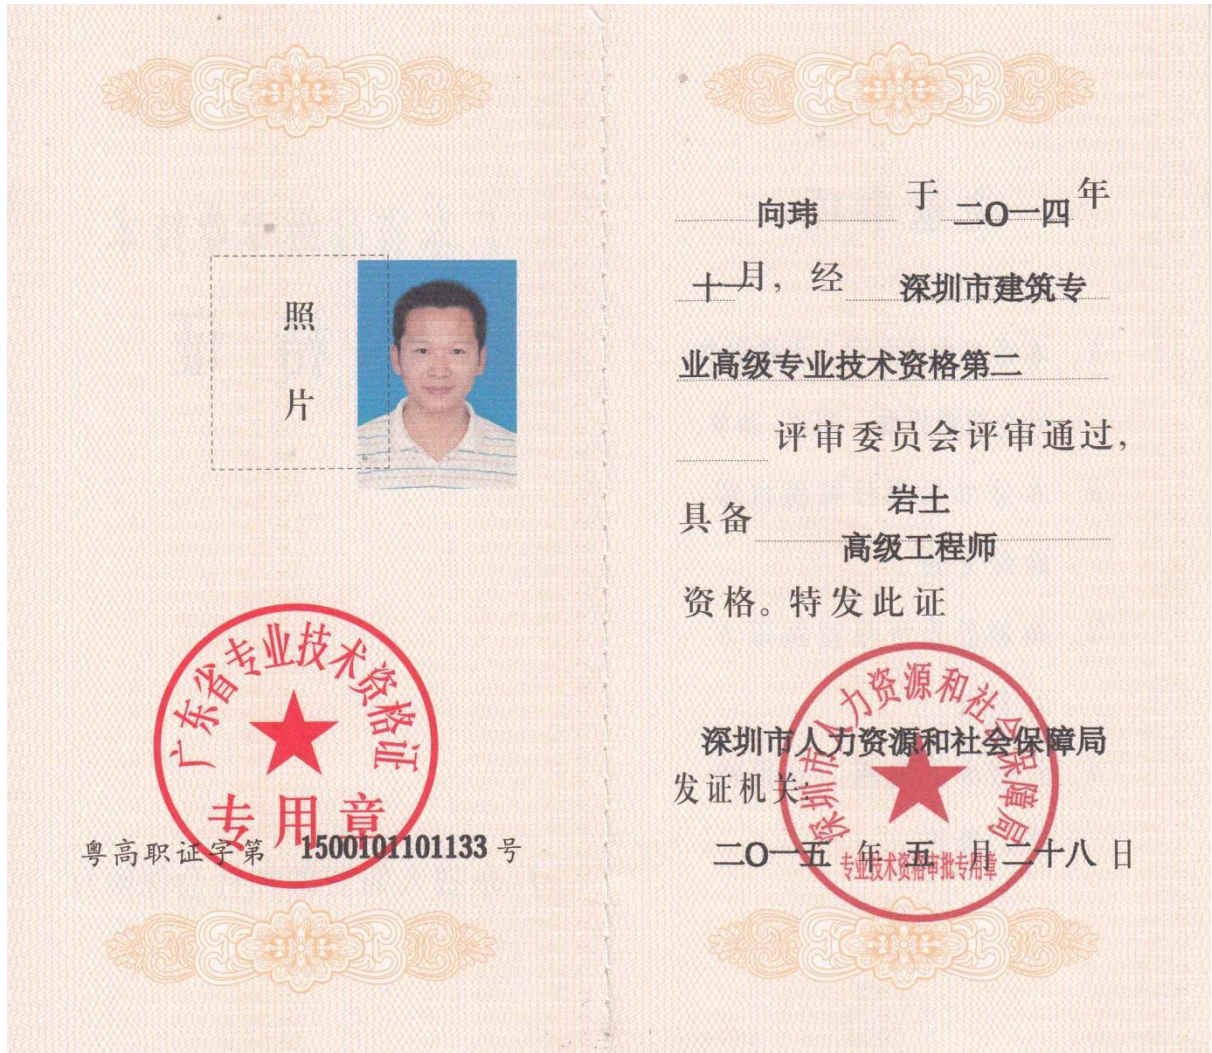 照
片
广东省专业技术资格证
专用章
粤高职证字第 1500101101133 号
向玮 于 二O一四 年
十一月，经 深圳市建筑专
业高级专业技术资格第二
评审委员会评审通过，
具备 岩土
高级工程师
资格。特发此证
深圳市人力资源和社会保障局
深圳市人力资源和社会保障局
发证机关：
二O一五 年 五 月 二十八 日
专业技术资格审批专用章